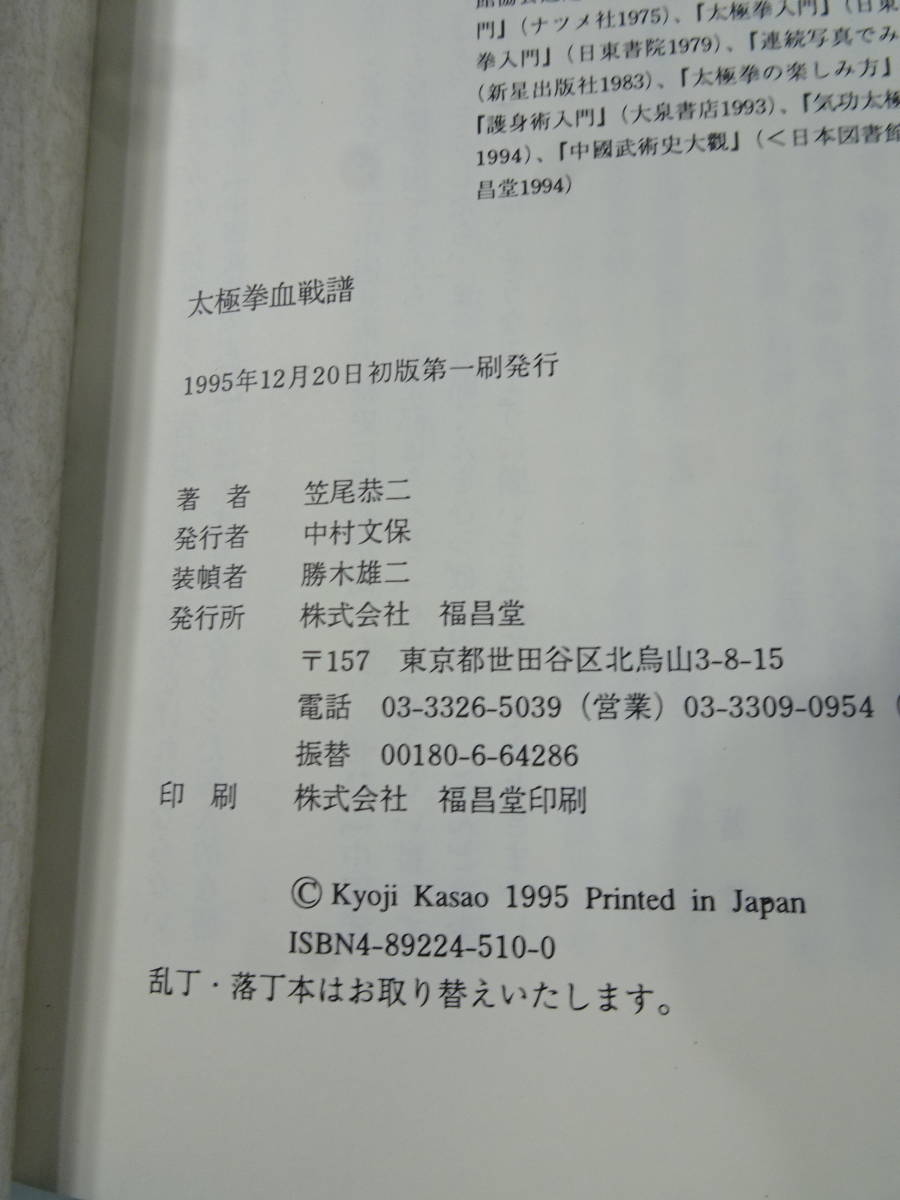 門』（ナツメ社1975）、『太極拳入門』（日東
拳入門』（日東書院1979）、『連続写真でみ
（新星出版社1983）、『太極拳の楽しみ方』
『護身術入門』（大泉書店1993）、『気功太極
1994）、『中國武術史大觀』（＜日本図書館
昌堂1994）
太極拳血戦譜
1995年12月20日初版第一刷発行
著　者　笠尾恭二
発行者　中村文保
装幀者　勝木雄二
発行所　株式会社　福昌堂
〒157　東京都世田谷区北烏山3-8-15
電話　03-3326-5039（営業）03-3309-0954（
振替　00180-6-64286
印　刷　株式会社　福昌堂印刷
© Kyoji Kasao 1995 Printed in Japan
ISBN4-89224-510-0
乱丁・落丁本はお取り替えいたします。